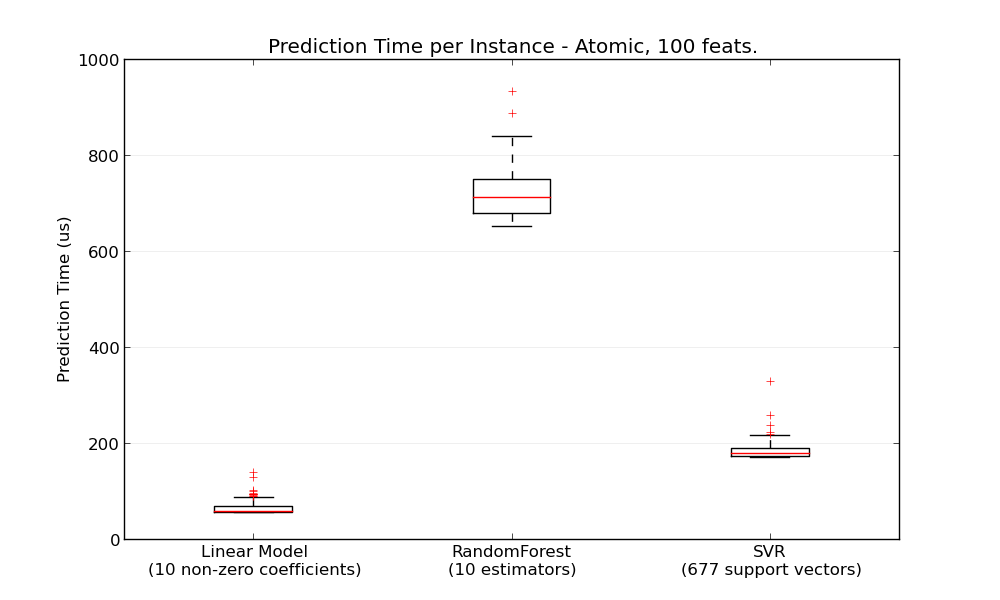 Prediction Time per Instance - Atomic, 100 feats.
1000
800
600
400
200
0
Prediction Time (us)
Linear Model
(10 non-zero coefficients)
RandomForest
(10 estimators)
SVR
(677 support vectors)